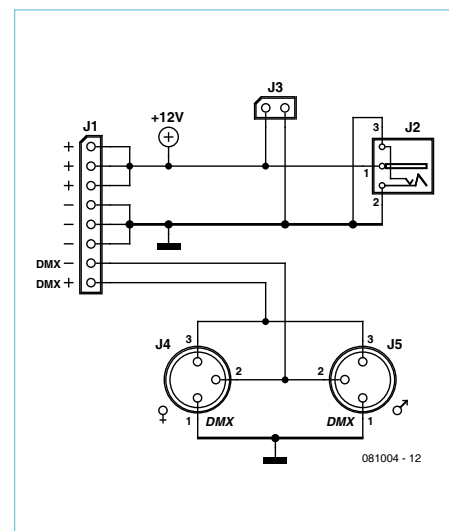 J3
+12V
J1
J2
3
1
2
+
+
+
−
−
−
DMX −
DMX +
J4
3
2
1
DMX
♀
J5
3
2
1
DMX
♂
081004 - 12